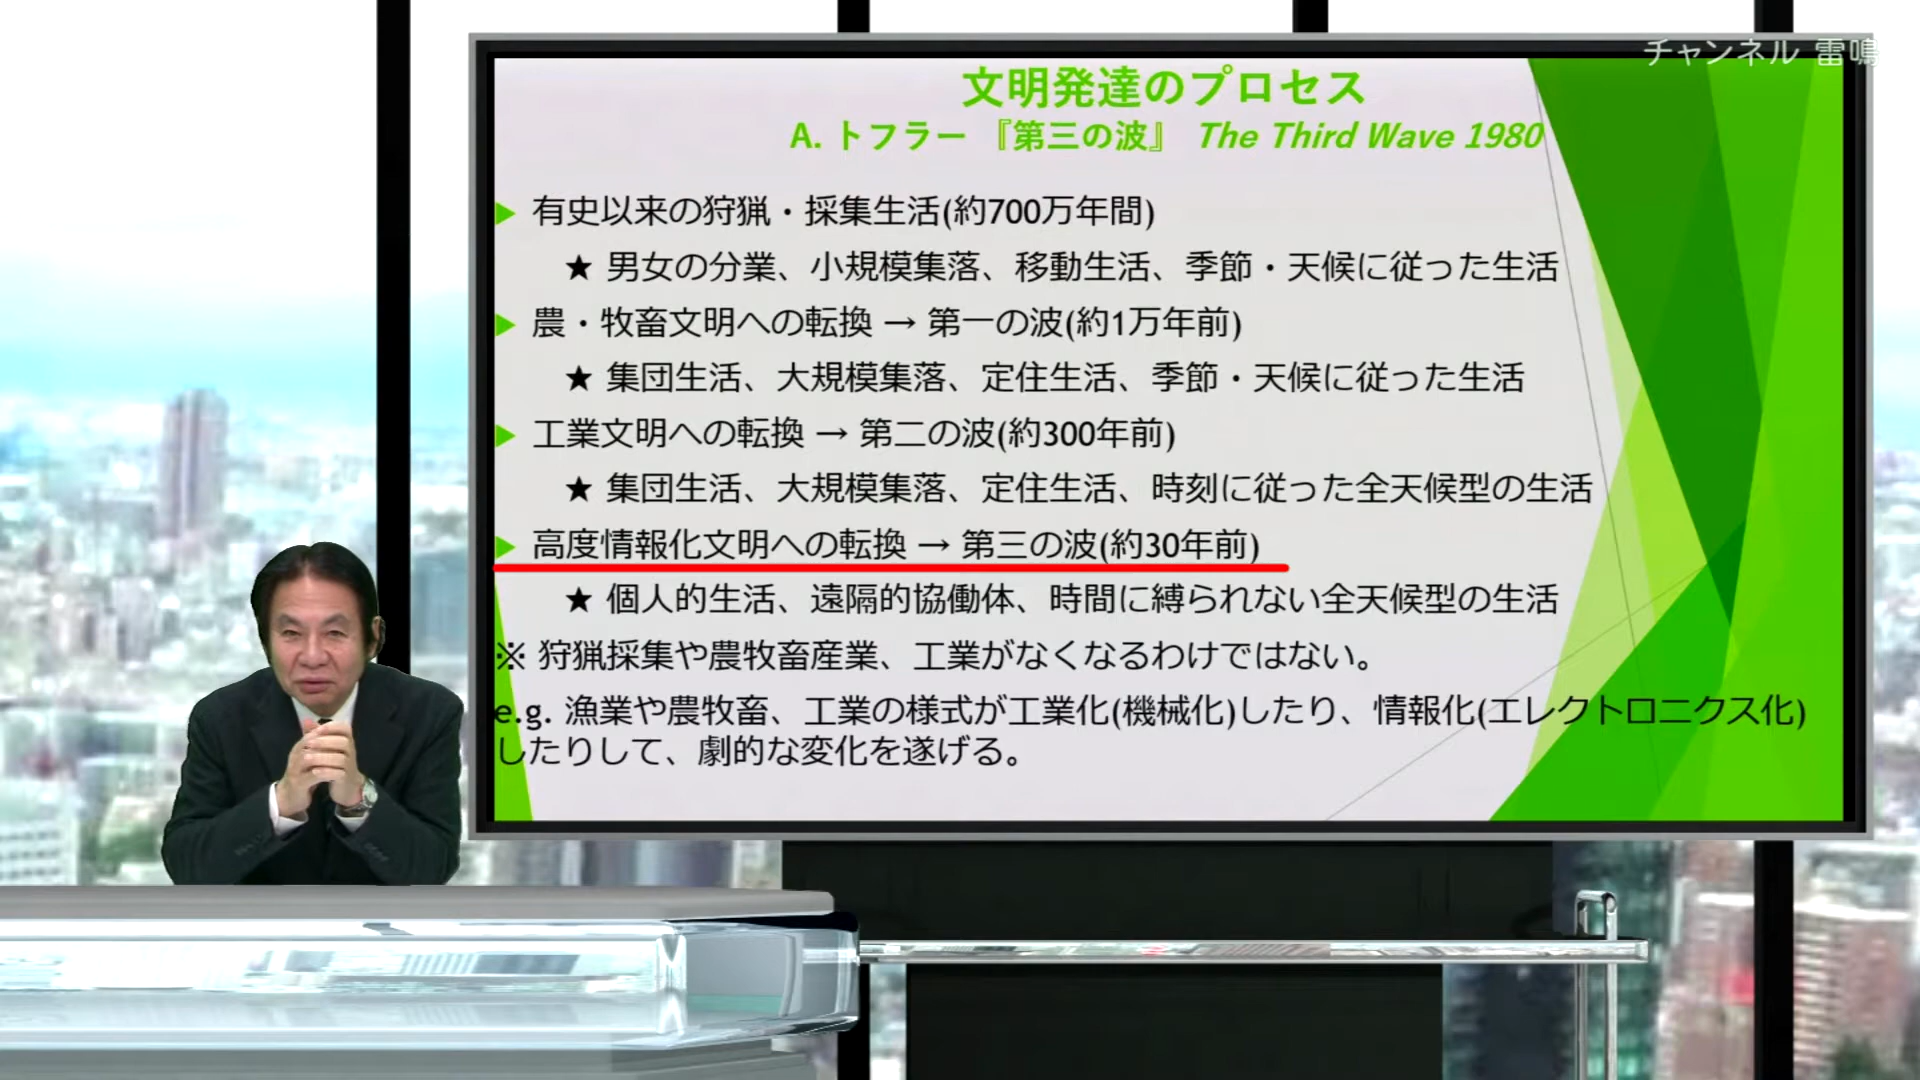 チャンネル 雷鳴
文明発達のプロセス
A. トフラー 『第三の波』 The Third Wave 1980
有史以来の狩猟・採集生活(約700万年間)
★ 男女の分業、小規模集落、移動生活、季節・天候に従った生活
農・牧畜文明への転換 → 第一の波(約1万年前)
★ 集団生活、大規模集落、定住生活、季節・天候に従った生活
工業文明への転換 → 第二の波(約300年前)
★ 集団生活、大規模集落、定住生活、時刻に従った全天候型の生活
高度情報化文明への転換 → 第三の波(約30年前)
★ 個人的生活、遠隔的協働体、時間に縛られない全天候型の生活
※ 狩猟採集や農牧畜産業、工業がなくなるわけではない。
e.g. 漁業や農牧畜、工業の様式が工業化(機械化)したり、情報化(エレクトロニクス化)
したりして、劇的な変化を遂げる。